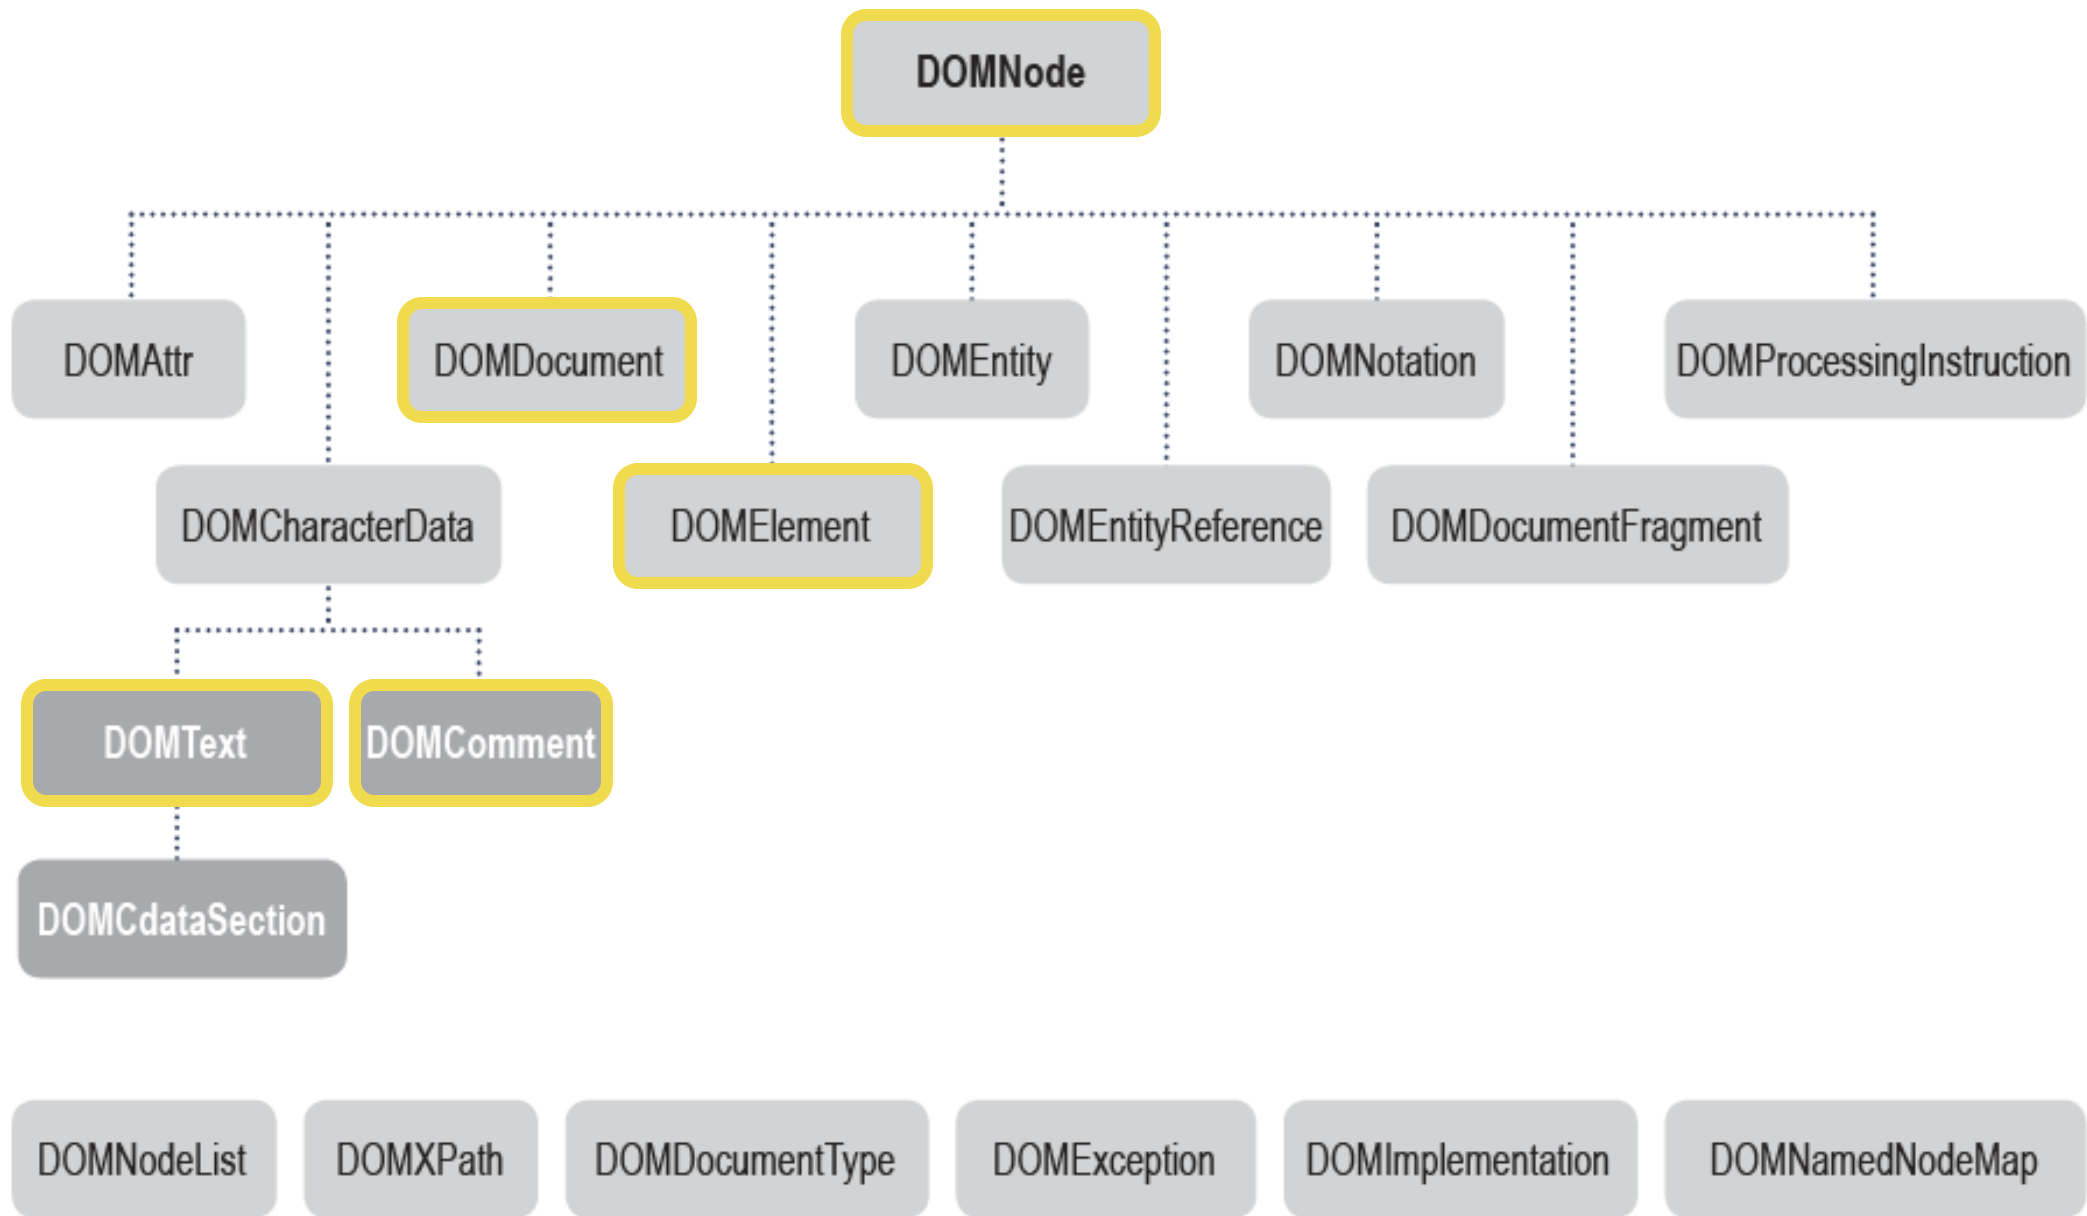 DOMNode
DOMAttr
DOMDocument
DOMEntity
DOMNotation
DOMProcessingInstruction
DOMCharacterData
DOMElement
DOMEntityReference
DOMDocumentFragment
DOMText
DOMComment
DOMCdataSection
DOMNodeList
DOMXPath
DOMDocumentType
DOMException
DOMImplementation
DOMNamedNodeMap